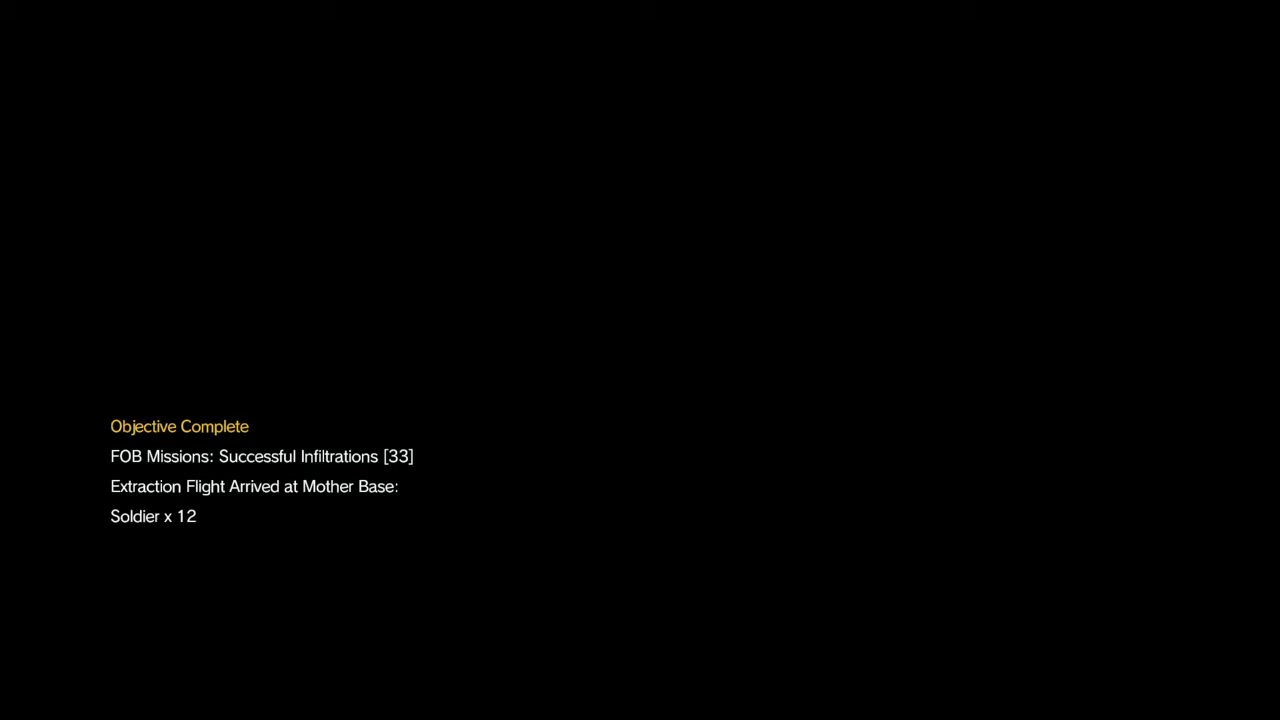 Objective Complete
FOB Missions: Successful Infiltrations [33]
Extraction Flight Arrived at Mother Base:
Soldier x 12